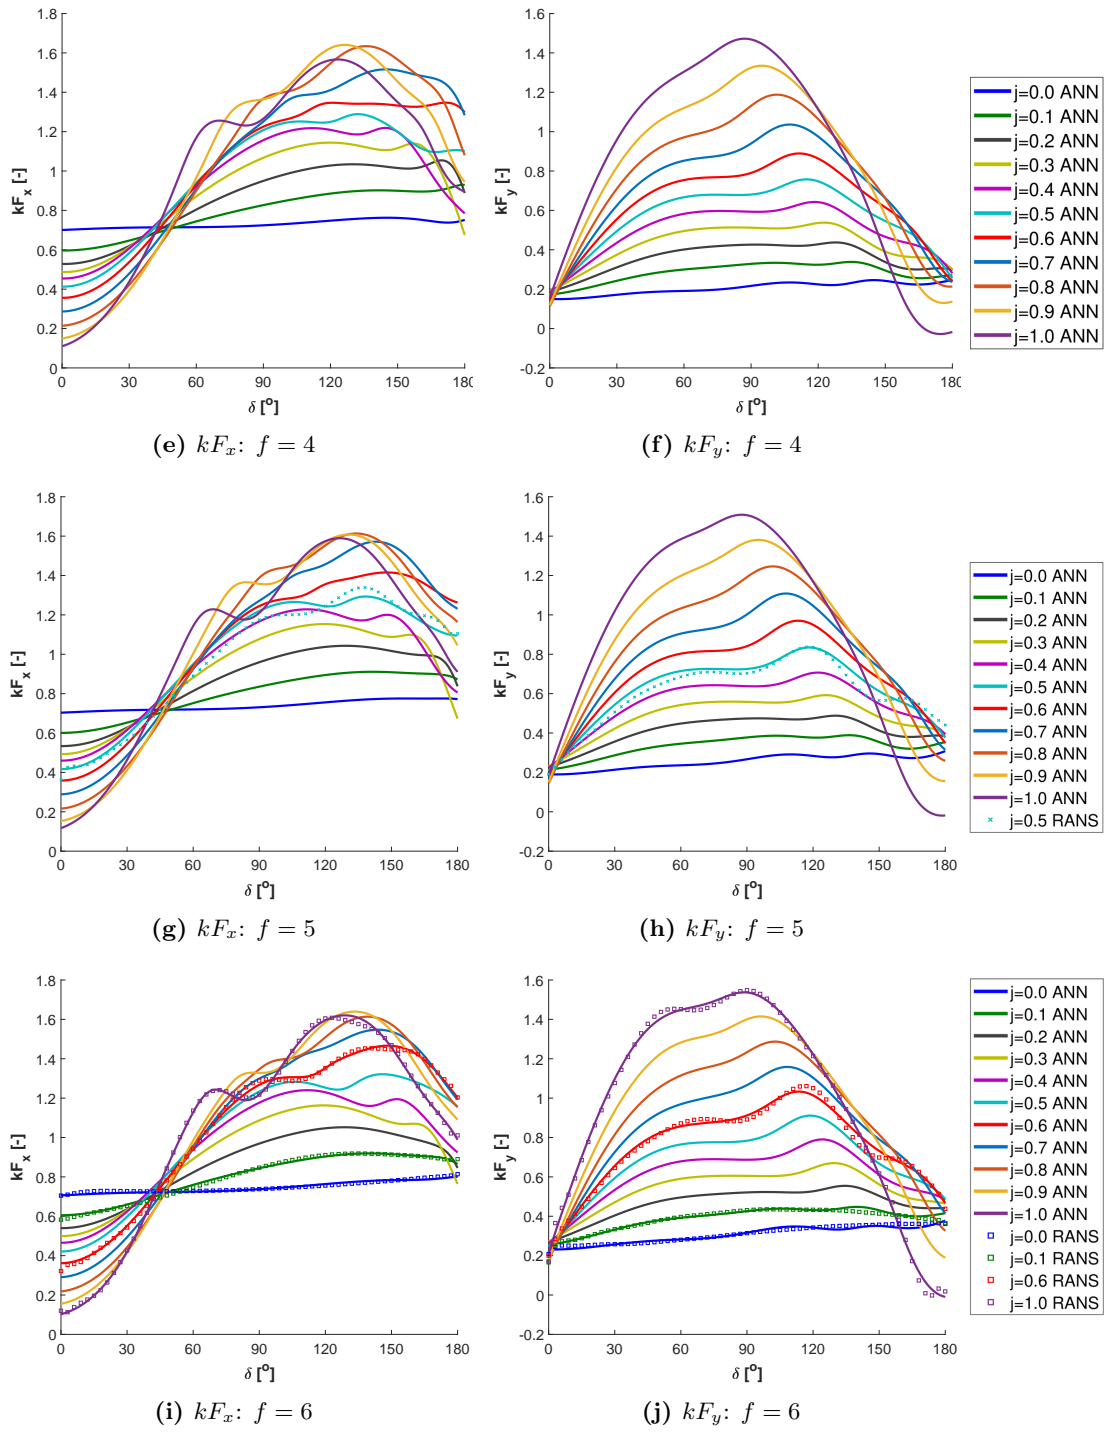 1.8
1.6
1.4
1.2
1
0.8
0.6
0.4
0.2
0
kFx [-]
0 30 60 90 120 150 180
δ [o]
(e) kFx: f = 4
1.6
1.4
1.2
1
0.8
0.6
0.4
0.2
0
-0.2
kFy [-]
0 30 60 90 120 150 180
δ [o]
(f) kFy: f = 4
j=0.0 ANN
j=0.1 ANN
j=0.2 ANN
j=0.3 ANN
j=0.4 ANN
j=0.5 ANN
j=0.6 ANN
j=0.7 ANN
j=0.8 ANN
j=0.9 ANN
j=1.0 ANN
1.8
1.6
1.4
1.2
1
0.8
0.6
0.4
0.2
0
kFx [-]
0 30 60 90 120 150 180
δ [o]
(g) kFx: f = 5
1.6
1.4
1.2
1
0.8
0.6
0.4
0.2
0
-0.2
kFy [-]
0 30 60 90 120 150 180
δ [o]
(h) kFy: f = 5
j=0.0 ANN
j=0.1 ANN
j=0.2 ANN
j=0.3 ANN
j=0.4 ANN
j=0.5 ANN
j=0.6 ANN
j=0.7 ANN
j=0.8 ANN
j=0.9 ANN
j=1.0 ANN
j=0.5 RANS
1.8
1.6
1.4
1.2
1
0.8
0.6
0.4
0.2
0
kFx [-]
0 30 60 90 120 150 180
δ [o]
(i) kFx: f = 6
1.6
1.4
1.2
1
0.8
0.6
0.4
0.2
0
-0.2
kFy [-]
0 30 60 90 120 150 180
δ [o]
(j) kFy: f = 6
j=0.0 ANN
j=0.1 ANN
j=0.2 ANN
j=0.3 ANN
j=0.4 ANN
j=0.5 ANN
j=0.6 ANN
j=0.7 ANN
j=0.8 ANN
j=0.9 ANN
j=1.0 ANN
j=0.0 RANS
j=0.1 RANS
j=0.6 RANS
j=1.0 RANS